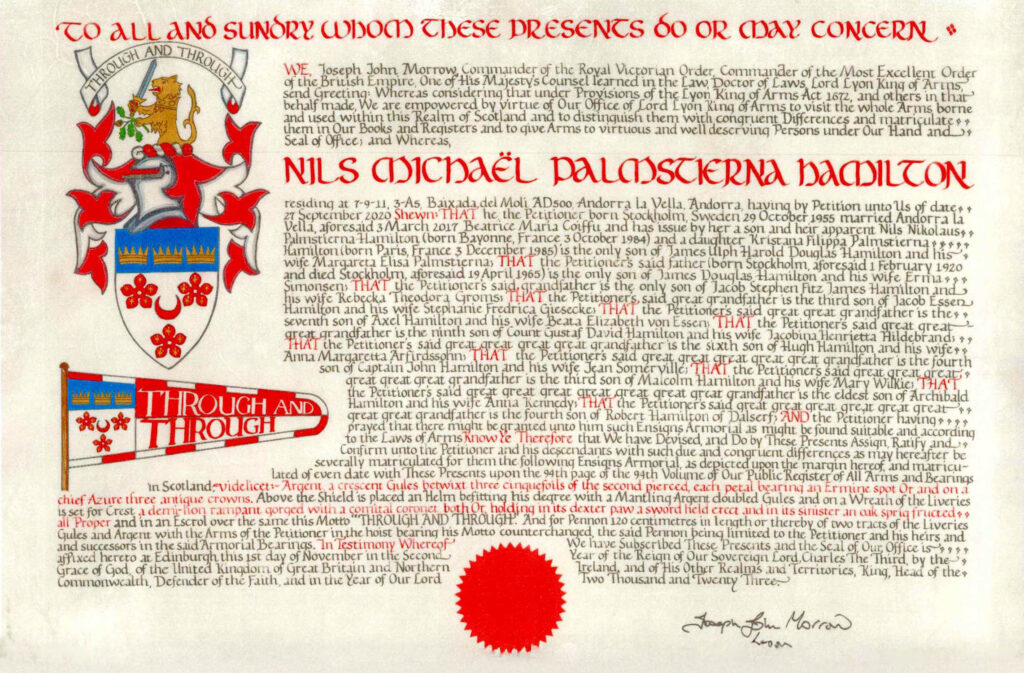 TO ALL AND SUNDRY WHOM THESE PRESENTS DO OR MAY CONCERN
THROUGH AND THROUGH
WE, Joseph John Morrow, Commander of the Royal Victorian Order, Commander of the Most Excellent Order
of the British Empire, One of His Majesty's Counsel learned in the Law, Doctor of Laws, Lord Lyon King of Arms,
send Greeting: Whereas considering that under Provisions of the Lyon King of Arms Act 1672, and others in that
behalf made, We are empowered by virtue of Our Office of Lord Lyon King of Arms to visit the whole Arms borne
and used within this Realm of Scotland and to distinguish them with congruent Differences and matriculate
them in Our Books and Registers and to give Arms to virtuous and well deserving Persons under Our Hand and
Seal of Office; and Whereas,
NILS MICHAËL PALMSTIERNA HAMILTON
residing at 7-9-11, 3-A5, Baixada del Moli AD500, Andorra La Vella, Andorra, having by Petition unto Us of date
27 September 2020 Shewn THAT he, the Petitioner born Stockholm, Sweden 29 October 1955 married Andorra la
Vella, aforesaid 3 March 2017 Beatrice Maria Coiffu and has issue by her a son and heir apparent Nils Nikolaus
Palmstierna-Hamilton (born Bayonne, France 3 October 1984) and a daughter Kristana Filippa Palmstierna
Hamilton (born Paris, France 3 December 1985) is the only son of James Ulph Harold Douglas Hamilton and his
wife Margareta Elisa Palmstierna; THAT the Petitioner's said father (born Stockholm, aforesaid 1 February 1920
and died Stockholm, aforesaid 19 April 1965) is the only son of James Douglas Hamilton and his wife Erma
Simonsen; THAT the Petitioner's said grandfather is the only son of Jacob Stephen Fitz James Hamilton and
his wife Rebecka Theodora Groms; THAT the Petitioner's said great grandfather is the third son of Jacob Essen
Hamilton and his wife Stephanie Fredrica Giesecke; THAT the Petitioner's said great great grandfather is the
seventh son of Axel Hamilton and his wife Beata Elizabeth von Essen; THAT the Petitioner's said great great
great grandfather is the ninth son of Count Gustaf David Hamilton and his wife Jacobina Henrietta Hildebrand;
THAT the Petitioner's said great great great great grandfather is the sixth son of Hugh Hamilton and his wife
Anna Margaretta Arfurdssohn; THAT the Petitioner's said great great great great great grandfather is the fourth
son of Captain John Hamilton and his wife Jean Somerville; THAT the Petitioner's said great great great
great great great grandfather is the third son of Malcolm Hamilton and his wife Mary Wilkie; THAT
the Petitioner's said great great great great great great great grandfather is the eldest son of Archibald
Hamilton and his wife Anna Kennedy; THAT the Petitioner's said great great great great great great
great great grandfather is the fourth son of Robert Hamilton of Dalserf; AND the Petitioner having
prayed that there might be granted unto him such Ensigns Armorial as might be found suitable and according
to the Laws of Arms Know Ye Therefore that We have Devised, and Do by These Presents Assign, Ratify and
Confirm unto the Petitioner and his descendants with such due and congruent differences as may hereafter be
severally matriculated for them the following Ensigns Armorial, as depicted upon the margin hereof, and matricu-
lated of even date with These Presents upon the 94th page of the 94th Volume of Our Public Register of All Arms and Bearings
in Scotland, Videlicet:- Argent, a crescent Gules betwixt three cinquefoils of the second pierced, each petal bearing an Ermine spot Or and on a
chief Azure three antique crowns. Above the Shield is placed an Helm befitting his degree with a Mantling Argent doubled Gules and on a Wreath of the Liveries
is set for Crest a demi-lion rampant gorged with a comital coronet, both Or, holding in its dexter paw a sword held erect and in its sinister an oak sprig fructed
all Proper and in an Escrol over the same this Motto "THROUGH AND THROUGH". And for Pennon 120 centimetres in length or thereby of two tracts of the Liveries
Gules and Argent with the Arms of the Petitioner in the hoist bearing his Motto counterchanged, the said Pennon being limited to the Petitioner and his heirs and
successors in the said Armorial Bearings. In Testimony Whereof We have Subscribed These Presents and the Seal of Our Office is
affixed hereto at Edinburgh this 1st day of November in the Second Year of the Reign of Our Sovereign Lord, Charles The Third, by the
Grace of God, of the United Kingdom of Great Britain and Northern Ireland, and of His Other Realms and Territories, King, Head of the
Commonwealth, Defender of the Faith, and in the Year of Our Lord Two Thousand and Twenty Three.
THROUGH AND
THROUGH
Joseph John Morrow
Lyon